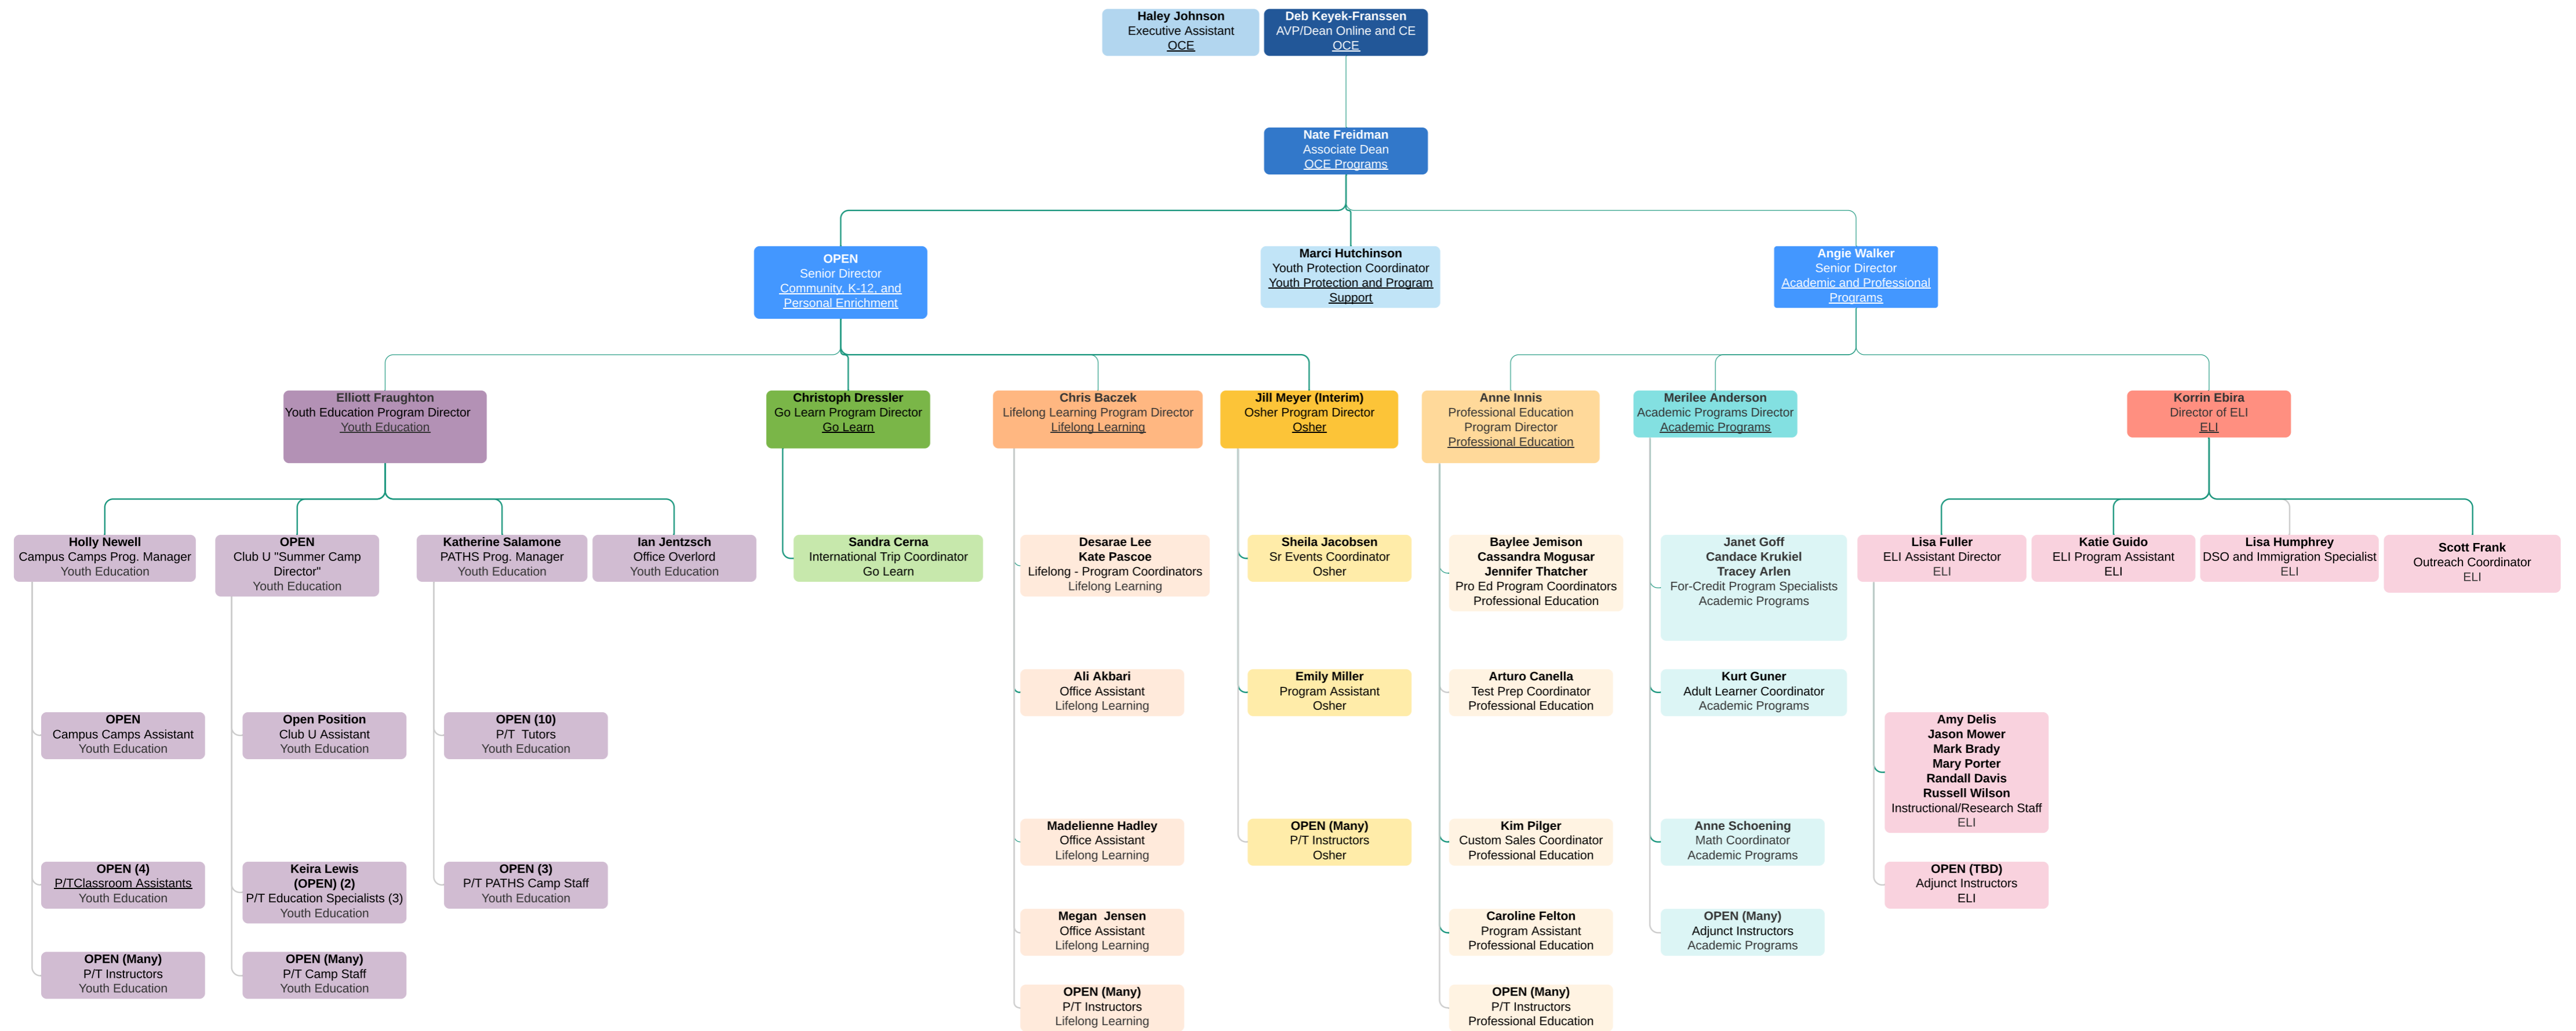 Haley Johnson
Executive Assistant
OCE
Deb Keyek-Franssen
AVP/Dean Online and CE
OCE
Nate Freidman
Associate Dean
OCE Programs
OPEN
Senior Director
Community, K-12, and
Personal Enrichment
Marci Hutchinson
Youth Protection Coordinator
Youth Protection and Program
Support
Angie Walker
Senior Director
Academic and Professional
Programs
Elliott Fraughton
Youth Education Program Director
Youth Education
Christoph Dressler
Go Learn Program Director
Go Learn
Chris Baczek
Lifelong Learning Program Director
Lifelong Learning
Jill Meyer (Interim)
Osher Program Director
Osher
Anne Innis
Professional Education
Program Director
Professional Education
Merilee Anderson
Academic Programs Director
Academic Programs
Korrin Ebira
Director of ELI
ELI
Holly Newell
Campus Camps Prog. Manager
Youth Education
OPEN
Club U "Summer Camp
Director"
Youth Education
Katherine Salamone
PATHS Prog. Manager
Youth Education
Ian Jentzsch
Office Overlord
Youth Education
Sandra Cerna
International Trip Coordinator
Go Learn
Desarae Lee
Kate Pascoe
Lifelong - Program Coordinators
Lifelong Learning
Sheila Jacobsen
Sr Events Coordinator
Osher
Baylee Jemison
Cassandra Mogusar
Jennifer Thatcher
Pro Ed Program Coordinators
Professional Education
Janet Goff
Candace Krukiel
Tracey Arlen
For-Credit Program Specialists
Academic Programs
Lisa Fuller
ELI Assistant Director
ELI
Katie Guido
ELI Program Assistant
ELI
Lisa Humphrey
DSO and Immigration Specialist
ELI
Scott Frank
Outreach Coordinator
ELI
Ali Akbari
Office Assistant
Lifelong Learning
Emily Miller
Program Assistant
Osher
Arturo Canella
Test Prep Coordinator
Professional Education
Kurt Guner
Adult Learner Coordinator
Academic Programs
OPEN
Campus Camps Assistant
Youth Education
Open Position
Club U Assistant
Youth Education
OPEN (10)
P/T  Tutors
Youth Education
Amy Delis
Jason Mower
Mark Brady
Mary Porter
Randall Davis
Russell Wilson
Instructional/Research Staff
ELI
Madelienne Hadley
Office Assistant
Lifelong Learning
OPEN (Many)
P/T Instructors
Osher
Kim Pilger
Custom Sales Coordinator
Professional Education
Anne Schoening
Math Coordinator
Academic Programs
OPEN (4)
P/TClassroom Assistants
Youth Education
Keira Lewis
(OPEN) (2)
P/T Education Specialists (3)
Youth Education
OPEN (3)
P/T PATHS Camp Staff
Youth Education
OPEN (TBD)
Adjunct Instructors
ELI
Megan  Jensen
Office Assistant
Lifelong Learning
Caroline Felton
Program Assistant
Professional Education
OPEN (Many)
Adjunct Instructors
Academic Programs
OPEN (Many)
P/T Instructors
Youth Education
OPEN (Many)
P/T Camp Staff
Youth Education
OPEN (Many)
P/T Instructors
Lifelong Learning
OPEN (Many)
P/T Instructors
Professional Education